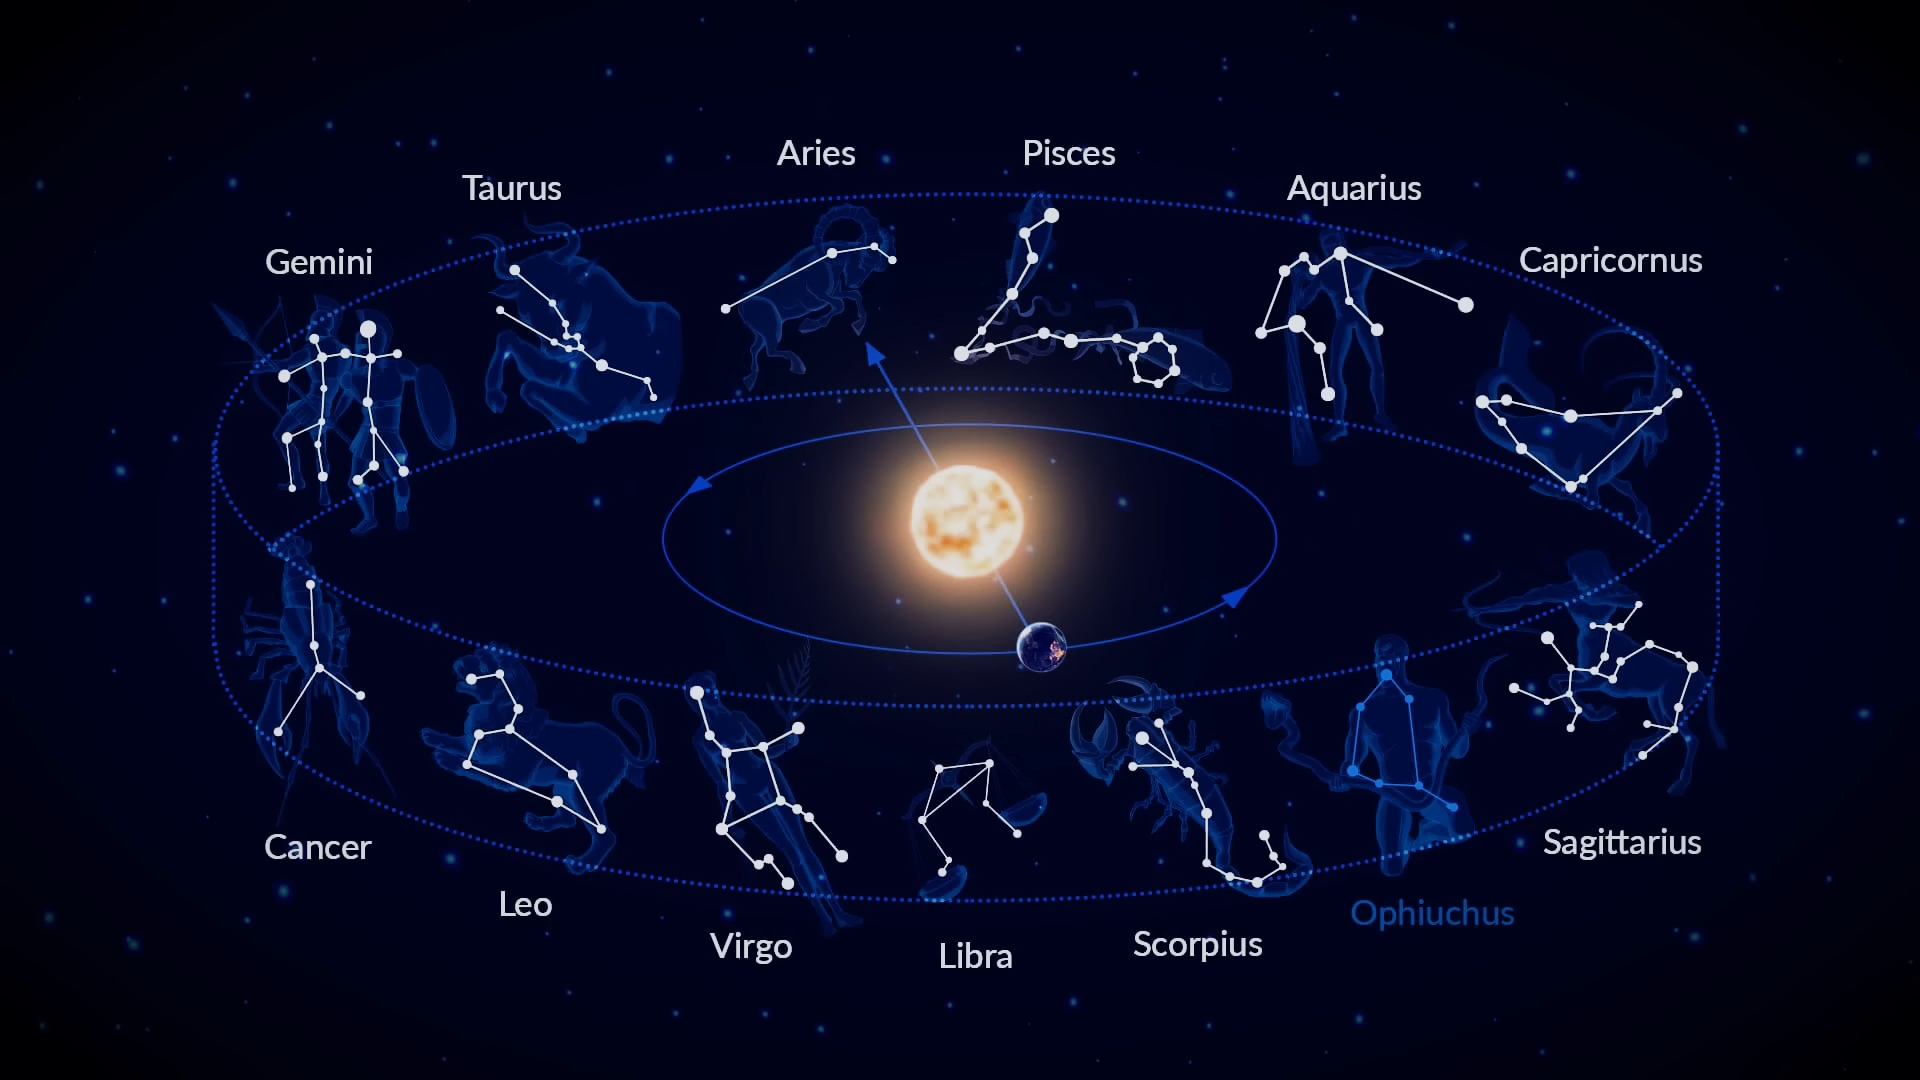 Aries
Pisces
Taurus
Aquarius
Gemini
Capricornus
Cancer
Sagittarius
Leo
Ophiuchus
Virgo
Libra
Scorpius